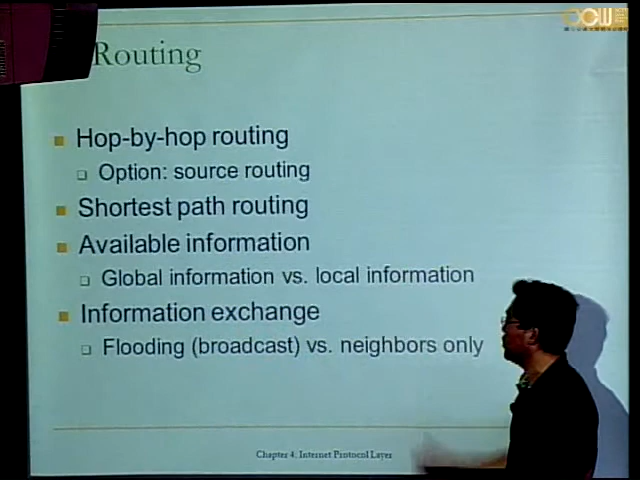 OCW
Routing
Hop-by-hop routing
Option: source routing
Shortest path routing
Available information
Global information vs. local information
Information exchange
Flooding (broadcast) vs. neighbors only
Chapter 4: Internet Protocol Layer